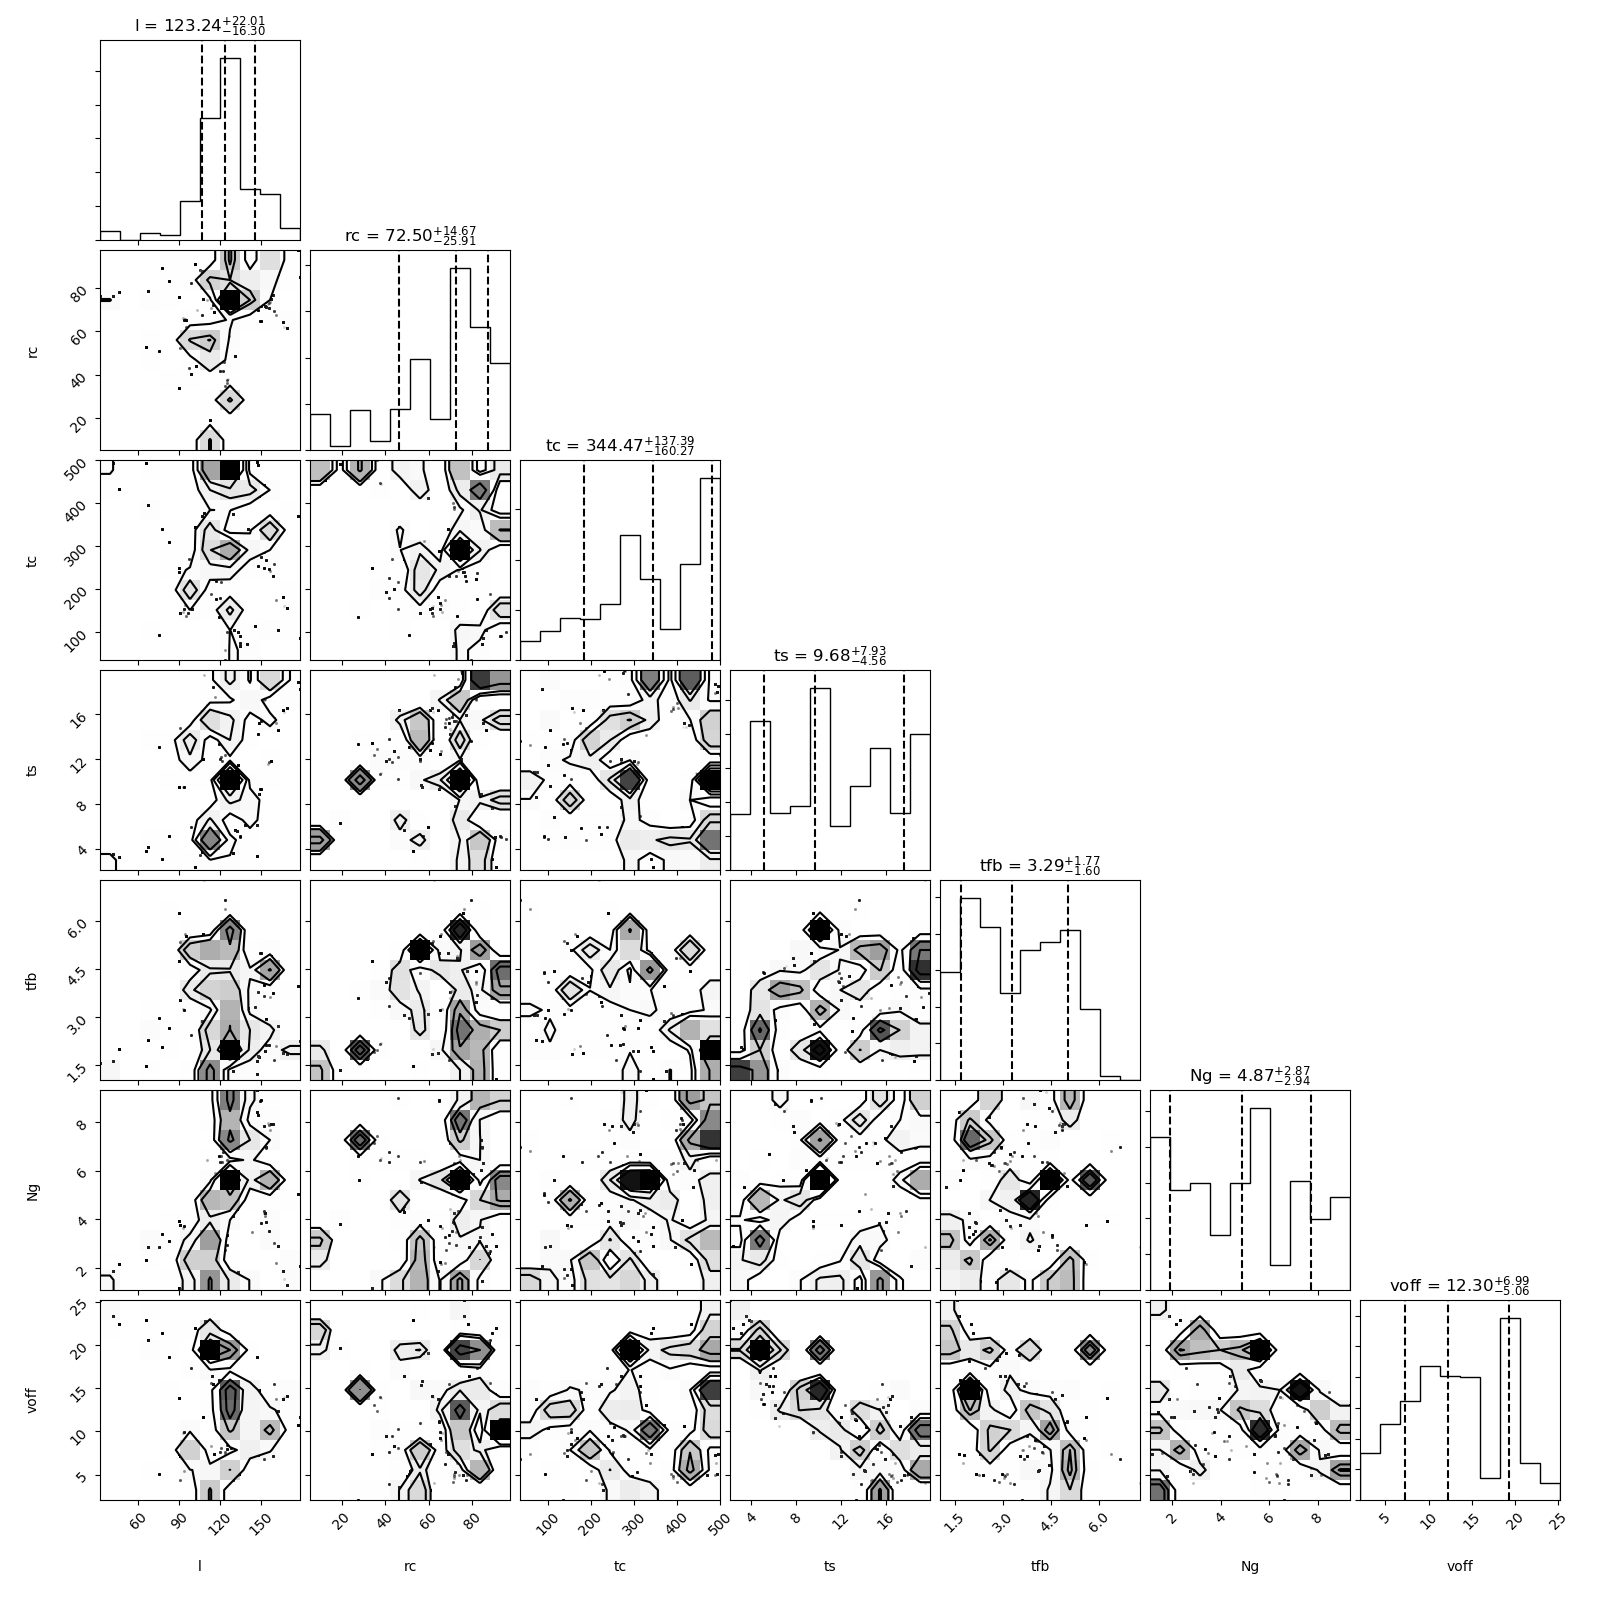 l = 123.24+22.01−16.30
rc = 72.50+14.67−25.91
80
60
40
20
rc
tc = 344.47+137.39−160.27
500
400
300
200
100
tc
ts = 9.68+7.93−4.56
16
12
8
4
ts
tfb = 3.29+1.77−1.60
6.0
4.5
3.0
1.5
tfb
Ng = 4.87+2.87−2.94
8
6
4
2
Ng
voff = 12.30+6.99−5.06
25
20
15
10
5
voff
60 90 120 150 20 40 60 80 100 200 300 400 500 4 8 12 16 1.5 3.0 4.5 6.0 2 4 6 8 5 10 15 20 25
l rc tc ts tfb Ng voff